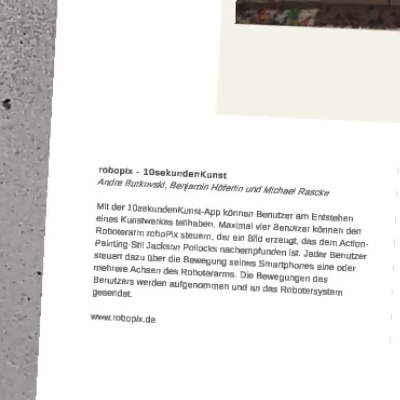 robopix - 10sekundenKunst
Andre Burkovski, Benjamin Höferlin und Michael Raschke
Mit der 10sekundenKunst-App können Benutzer am Entstehen
eines Kunstwerkes teilhaben. Maximal vier Benutzer können den
Roboterarm roboPix steuern, der ein Bild erzeugt, das dem Action-
Painting Stil Jackson Pollocks nachempfunden ist. Jeder Benutzer
steuert dazu über die Bewegung seines Smartphones eine oder
mehrere Achsen des Roboterarms. Die Bewegungen des
Benutzers werden aufgenommen und an das Robotersystem
gesendet.
www.robopix.de